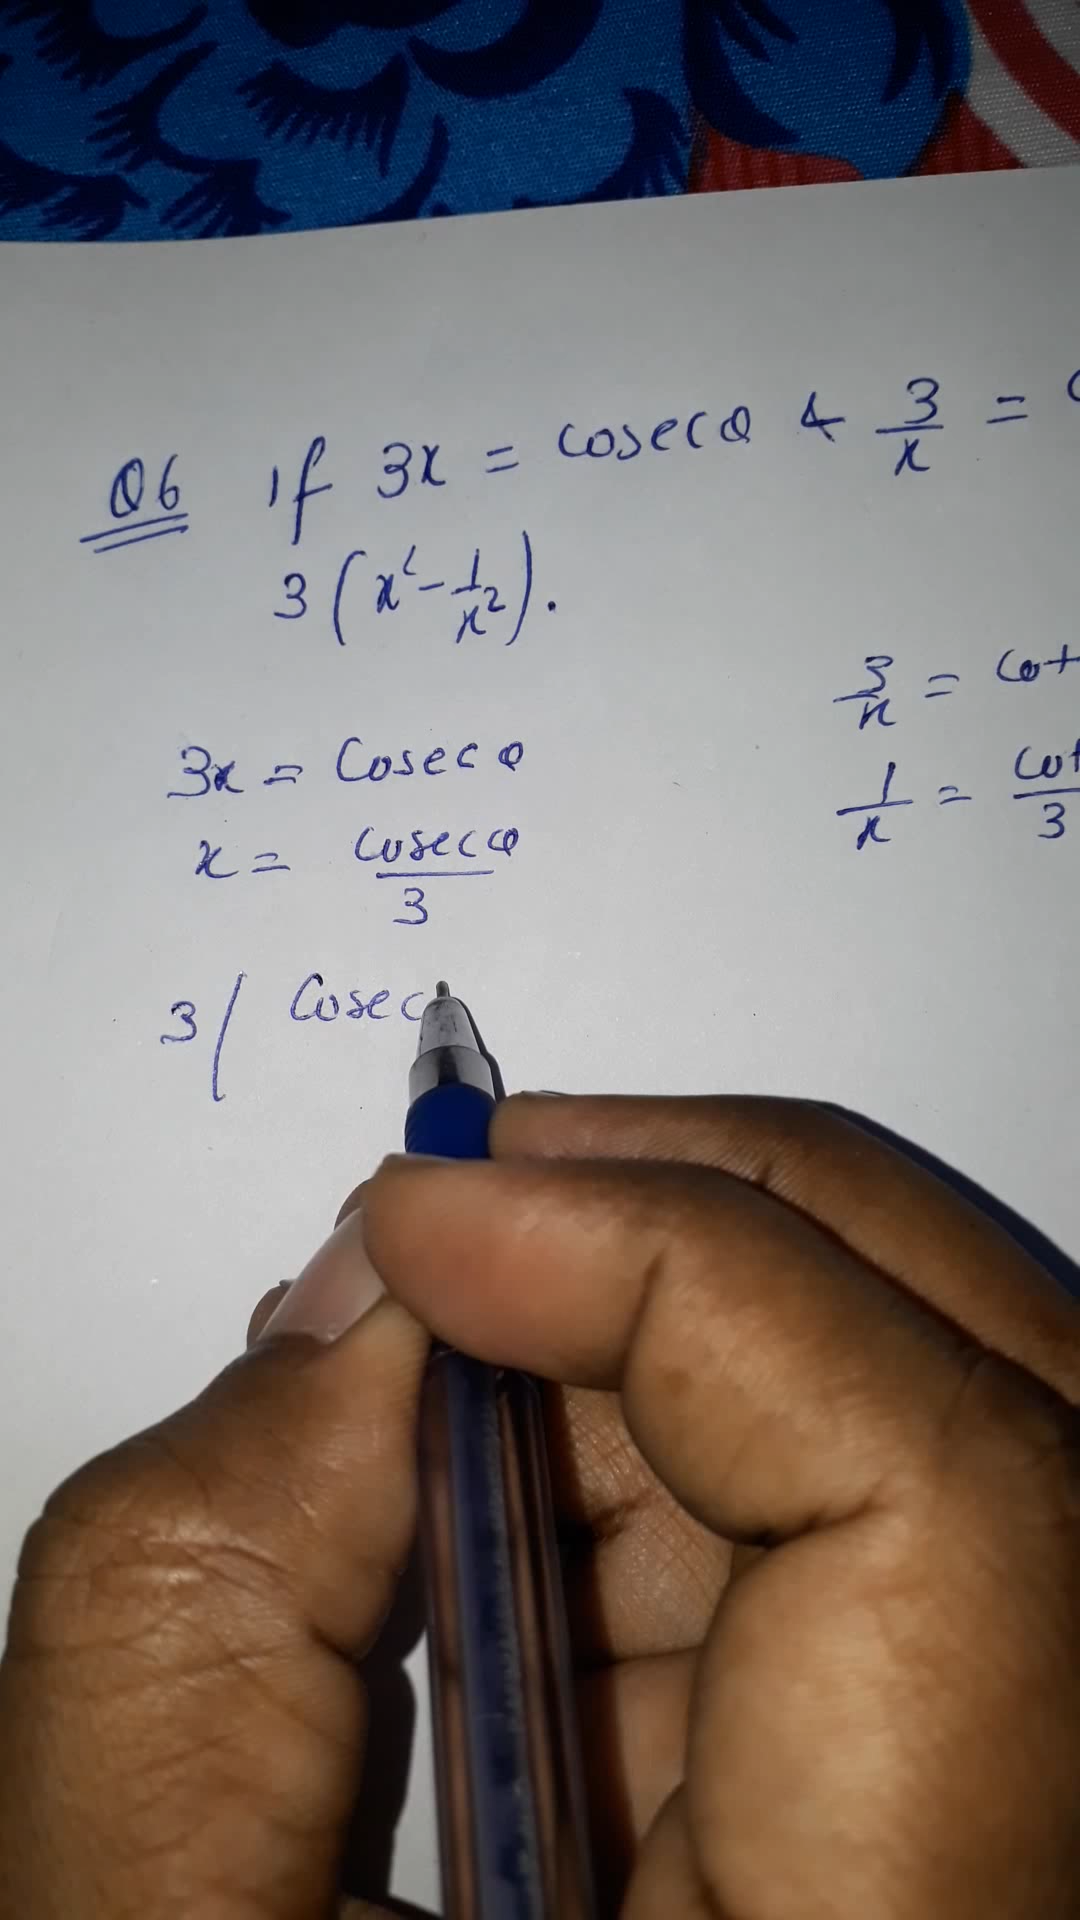 Q6 If 3x = cosecθ & 3/x =
3(x² - 1/x²).
3x = Cosecθ
x = cosecθ/3
3/x = cot
1/x = cot/3
3( Cosec